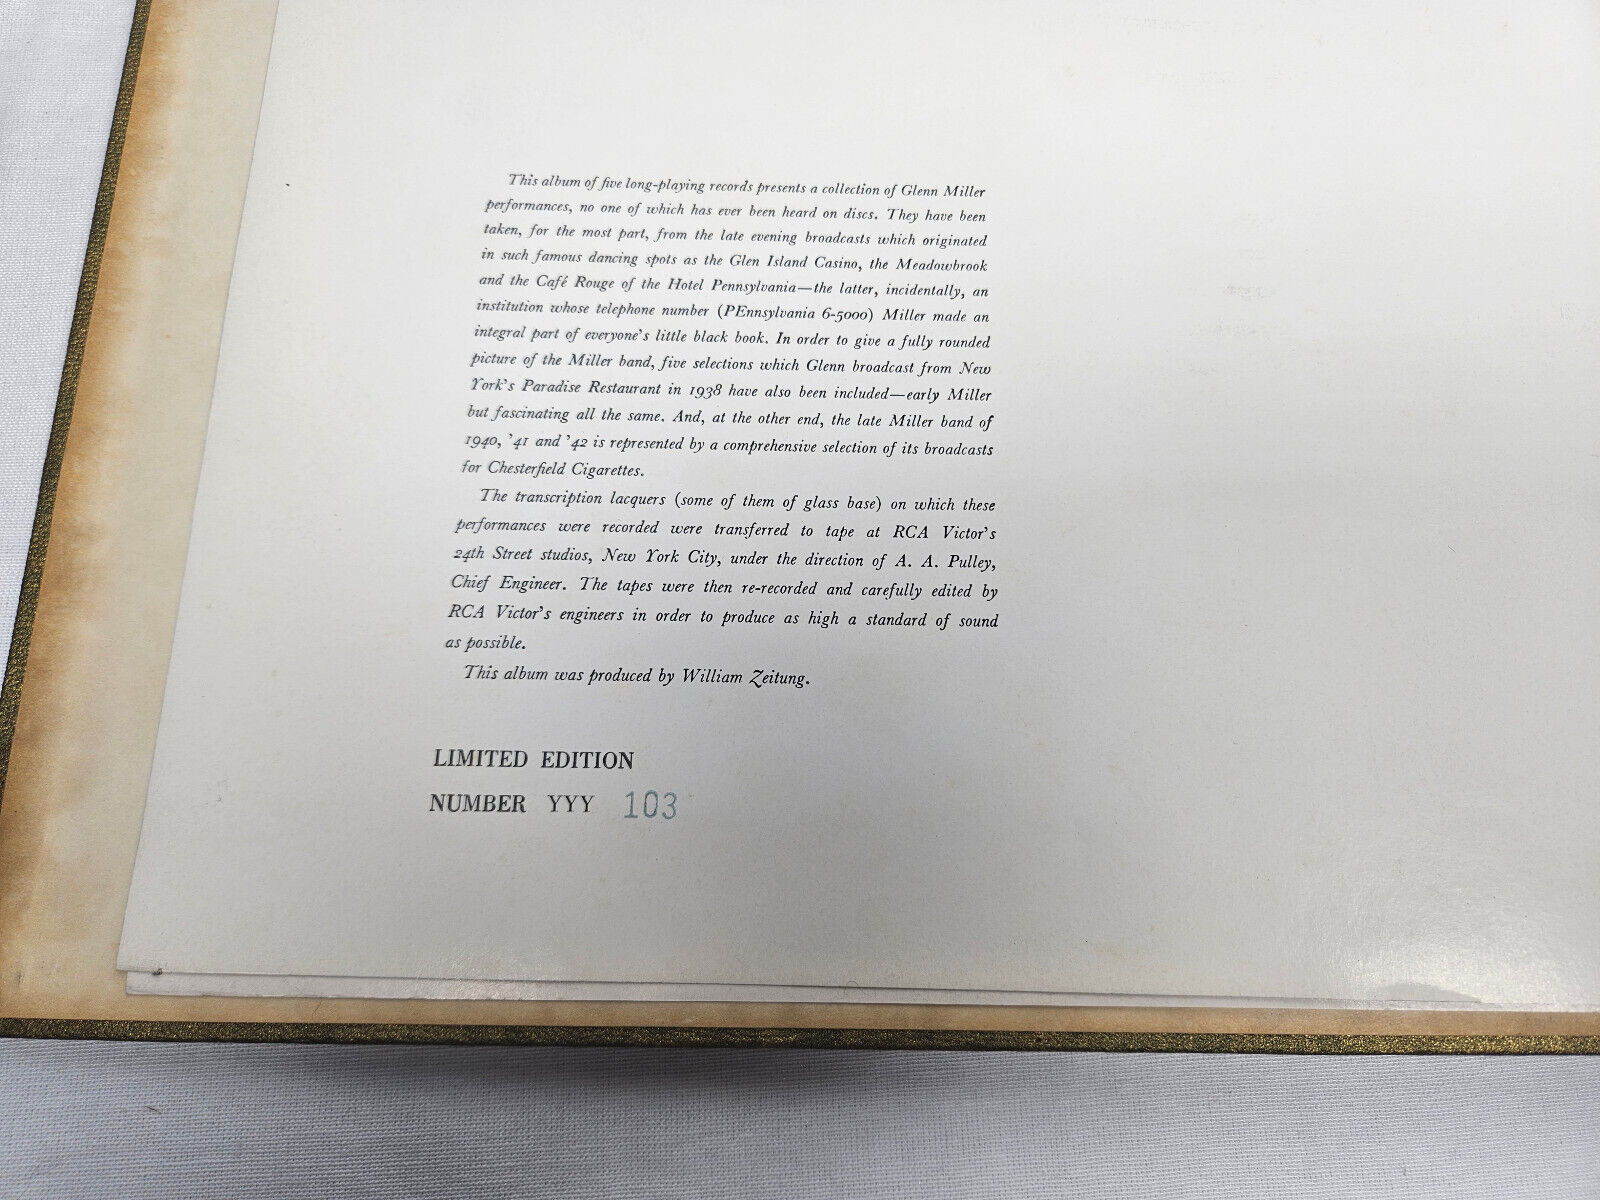 This album of five long-playing records presents a collection of Glenn Miller
performances, no one of which has ever been heard on discs. They have been
taken, for the most part, from the late evening broadcasts which originated
in such famous dancing spots as the Glen Island Casino, the Meadowbrook
and the Café Rouge of the Hotel Pennsylvania—the latter, incidentally, an
institution whose telephone number (PEnnsylvania 6-5000) Miller made an
integral part of everyone's little black book. In order to give a fully rounded
picture of the Miller band, five selections which Glenn broadcast from New
York's Paradise Restaurant in 1938 have also been included—early Miller
but fascinating all the same. And, at the other end, the late Miller band of
1940, '41 and '42 is represented by a comprehensive selection of its broadcasts
for Chesterfield Cigarettes.
The transcription lacquers (some of them of glass base) on which these
performances were recorded were transferred to tape at RCA Victor's
24th Street studios, New York City, under the direction of A. A. Pulley,
Chief Engineer. The tapes were then re-recorded and carefully edited by
RCA Victor's engineers in order to produce as high a standard of sound
as possible.
This album was produced by William Zeitung.
LIMITED EDITION
NUMBER YYY 103